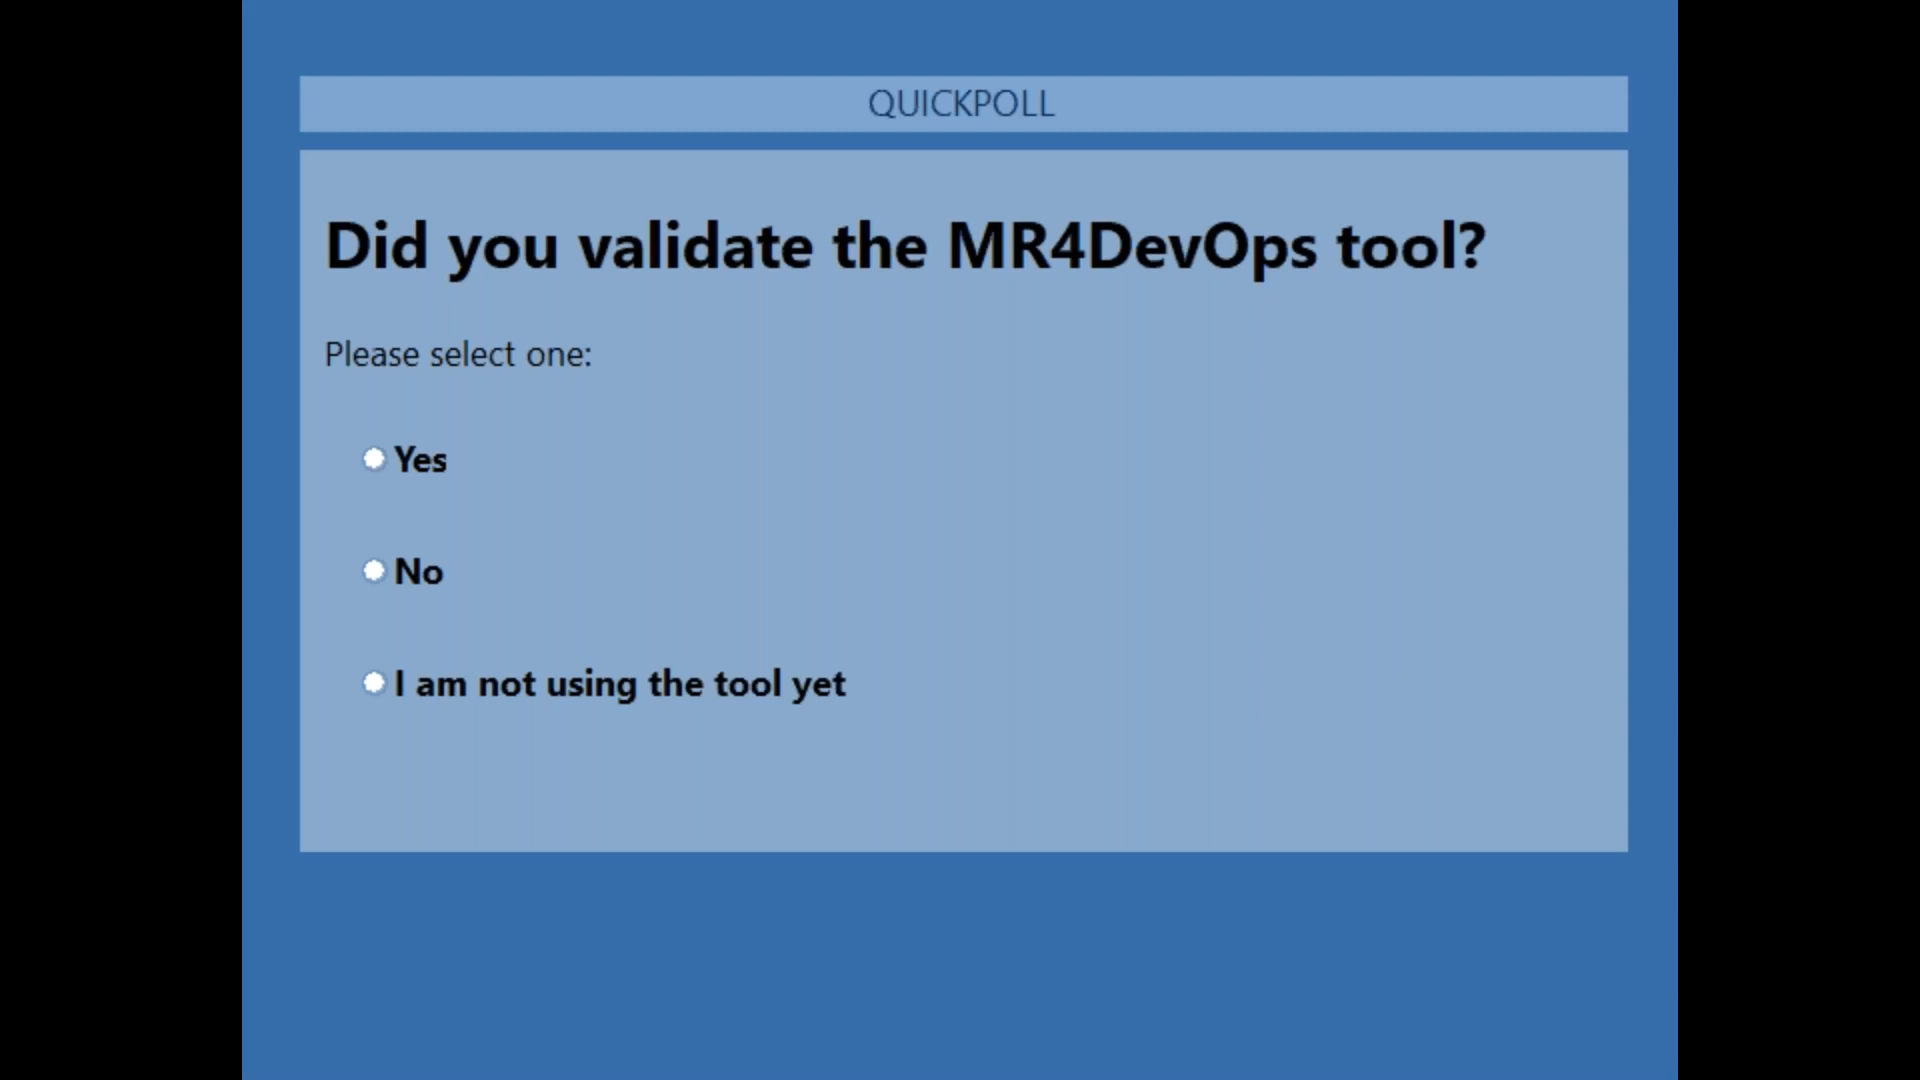 QUICKPOLL
Did you validate the MR4DevOps tool?
Please select one:
Yes
No
I am not using the tool yet